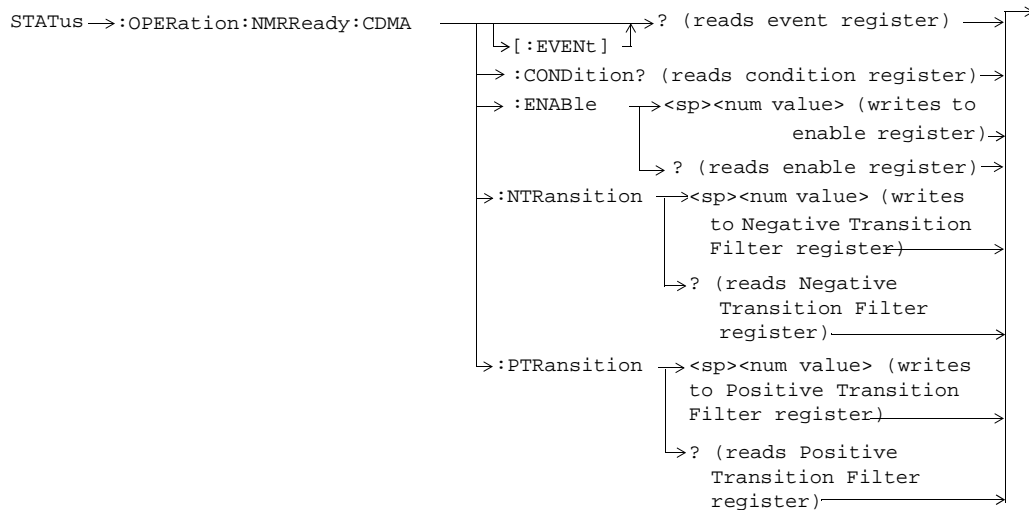 STATus :OPERation:NMRReady:CDMA ? (reads event register)
[:EVENt]
:CONDition? (reads condition register)
:ENABle <sp><num value> (writes to
enable register)
? (reads enable register)
:NTRansition <sp><num value> (writes
to Negative Transition
Filter register)
? (reads Negative
Transition Filter
register)
:PTRansition <sp><num value> (writes
to Positive Transition
Filter register)
? (reads Positive
Transition Filter
register)